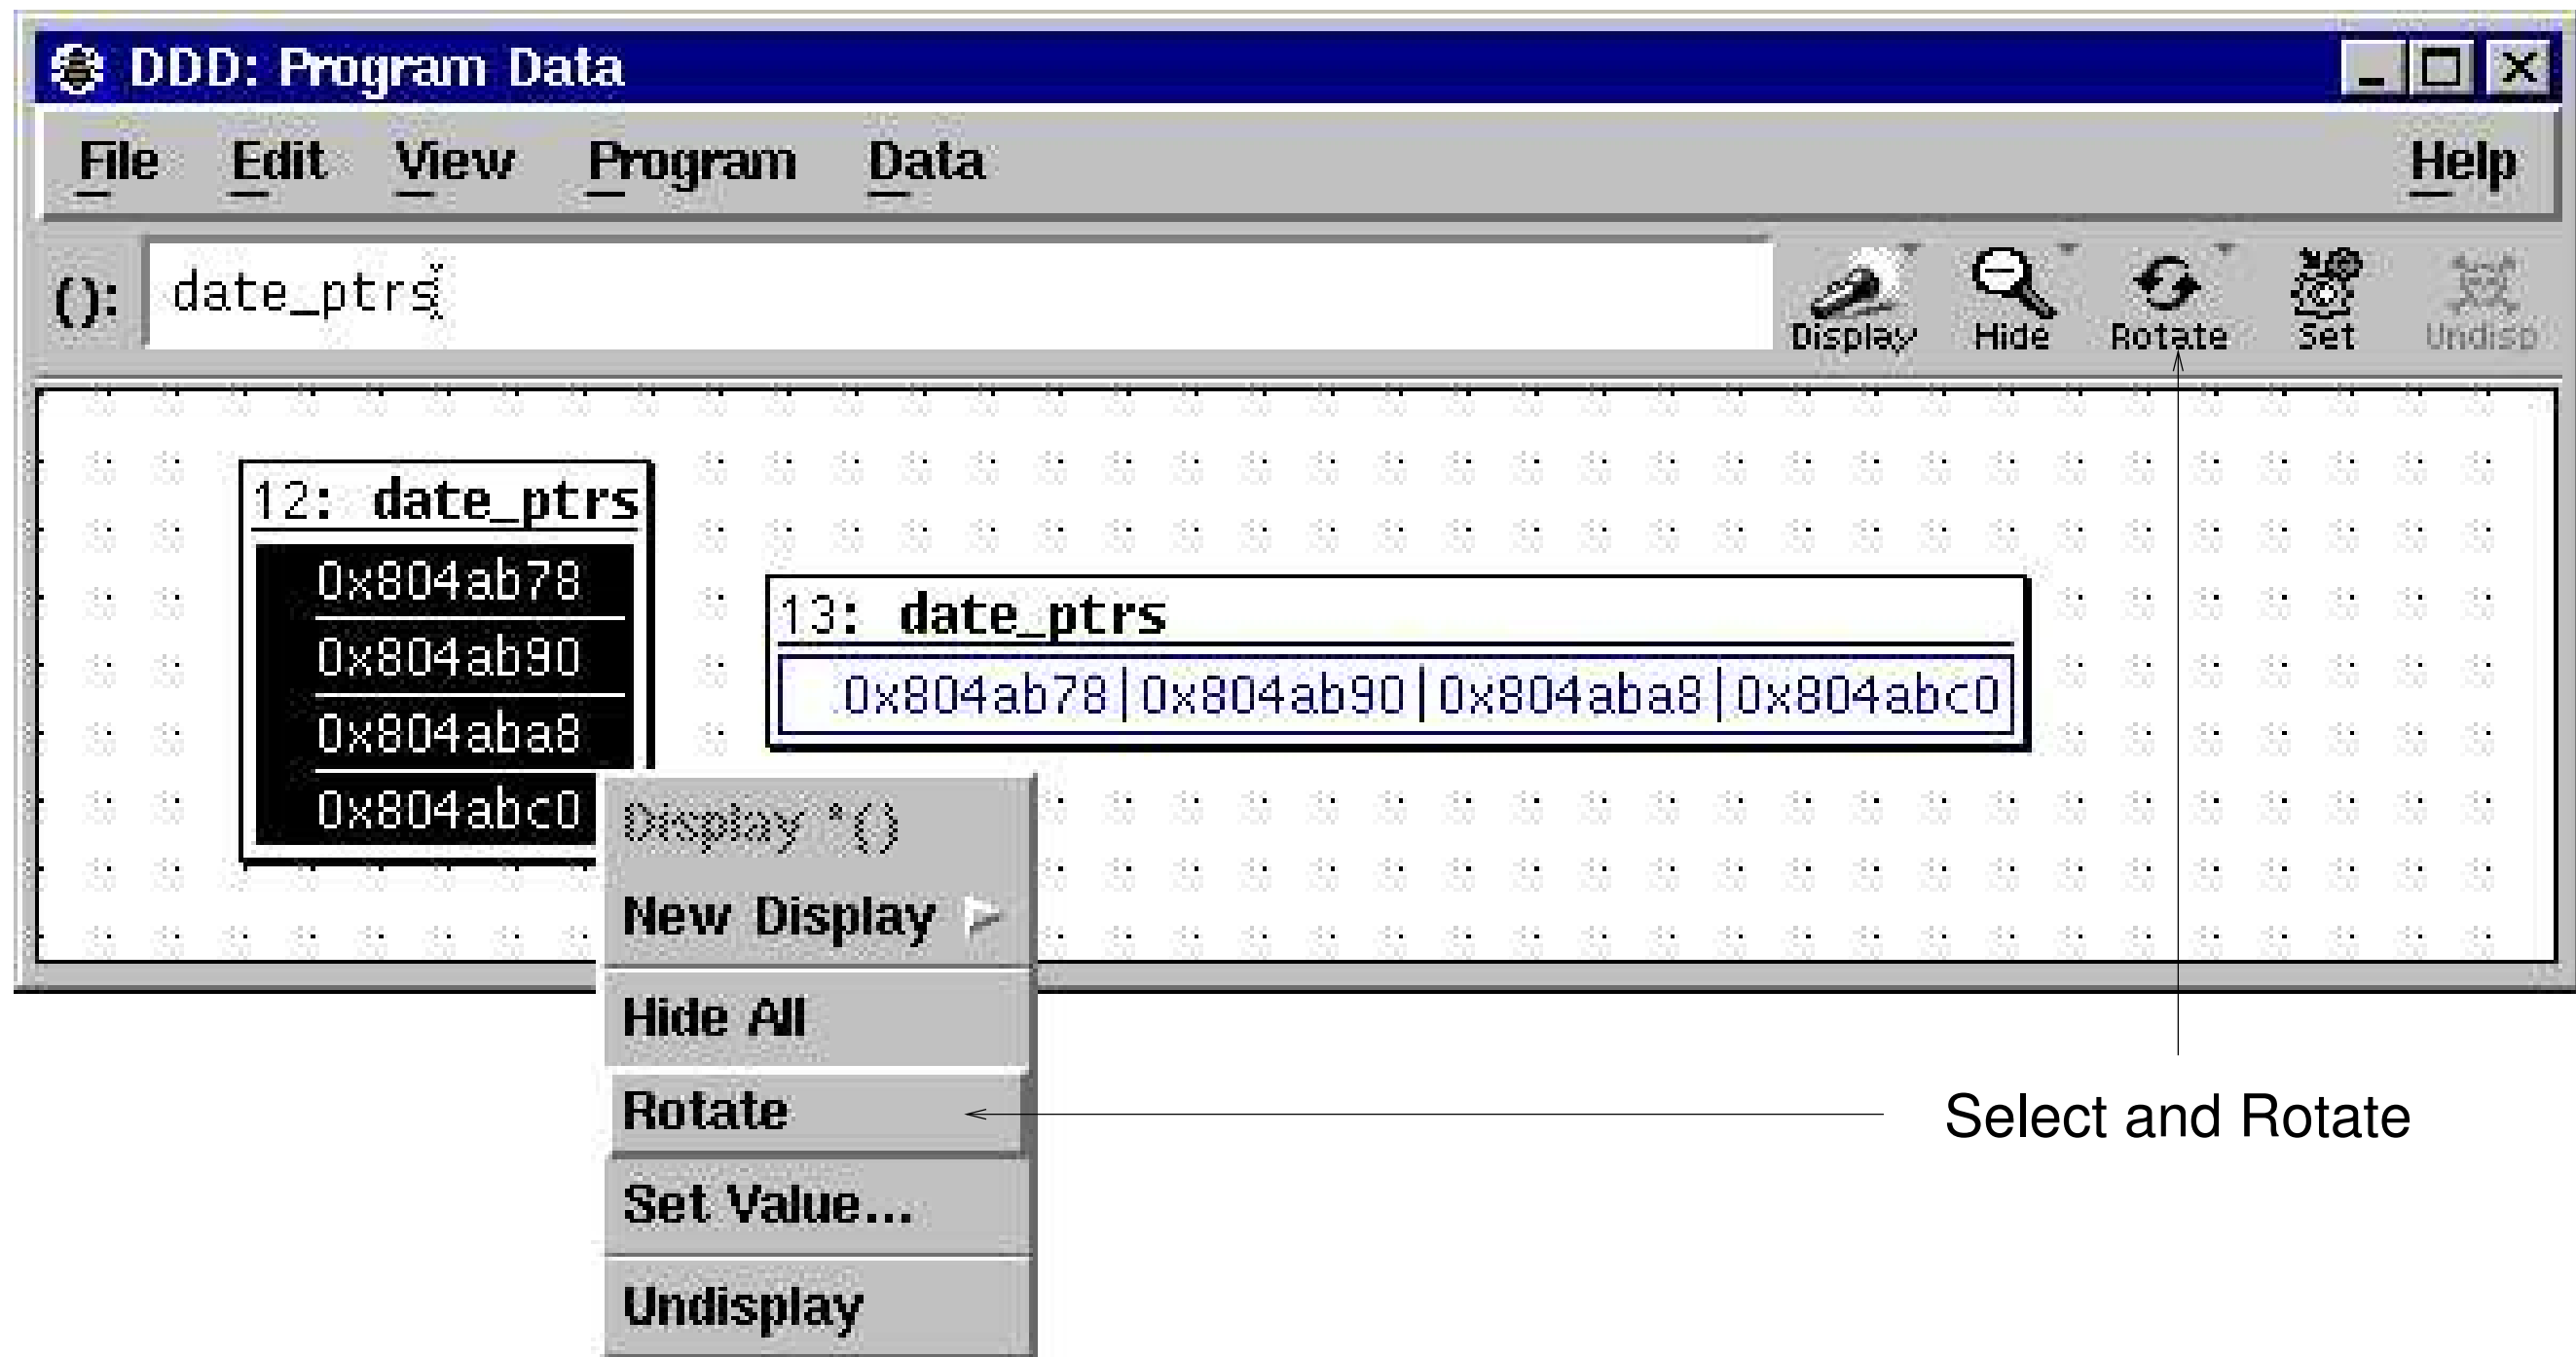 DDD: Program Data
File Edit View Program Data Help
(): date_ptrs
Display Hide Rotate Set Undisp
12: date_ptrs
0x804ab78
0x804ab90
0x804aba8
0x804abc0
13: date_ptrs
0x804ab78|0x804ab90|0x804aba8|0x804abc0
Display *()
New Display
Hide All
Rotate
Set Value...
Undisplay
Select and Rotate